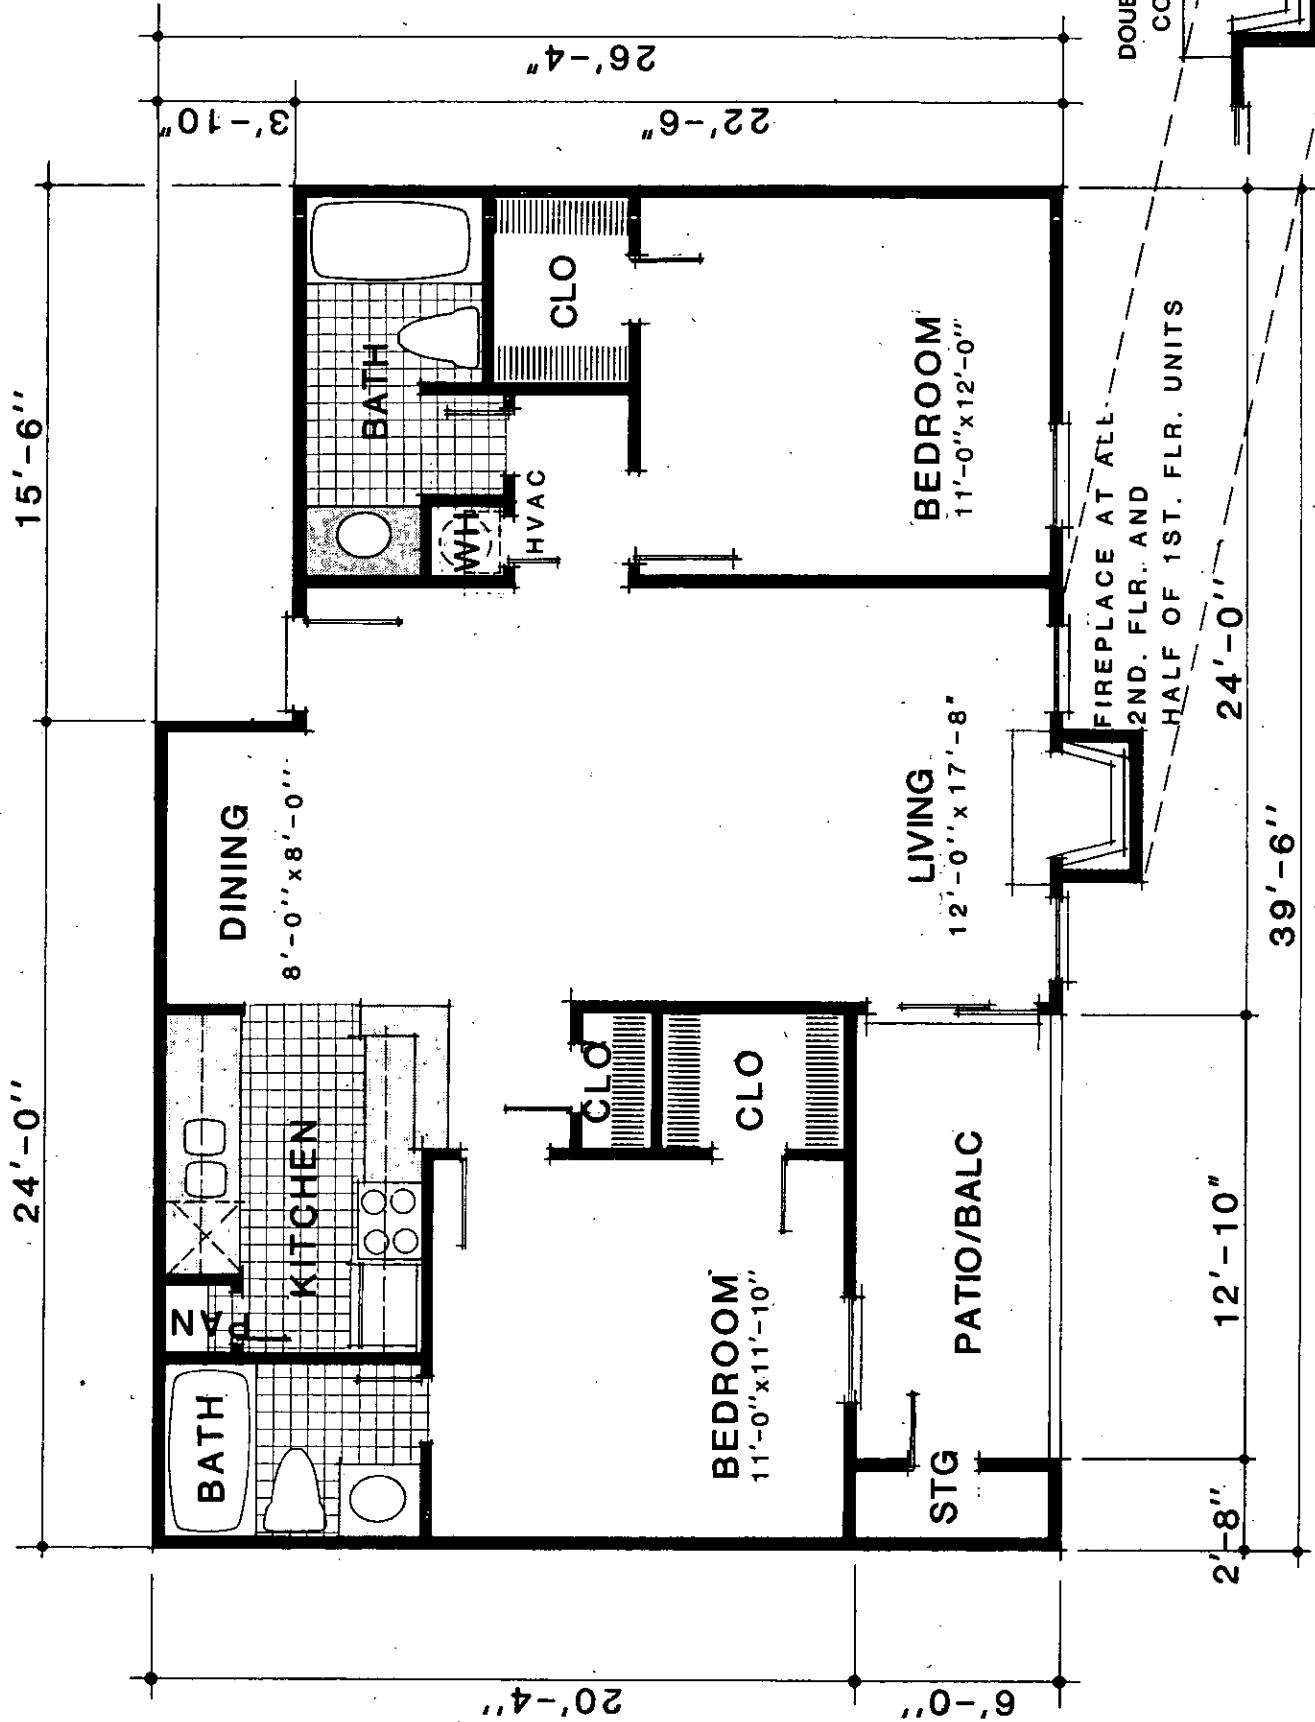 26'-4"
3'-10"
22'-6"
15'-6''
24'-0''
BATH
CLO
BEDROOM
11'-0''x12'-0''
WH
HVAC
DINING
8'-0''x8'-0''
LIVING
12'-0''x17'-8"
FIREPLACE AT ALL
2ND. FLR. AND
HALF OF 1ST. FLR. UNITS
KITCHEN
PAN
BATH
CLO
CLO
BEDROOM
11'-0''x11'-10''
PATIO/BALC
STG
24'-0''
12'-10"
2'-8''
39'-6''
20'-4''
6'-0''